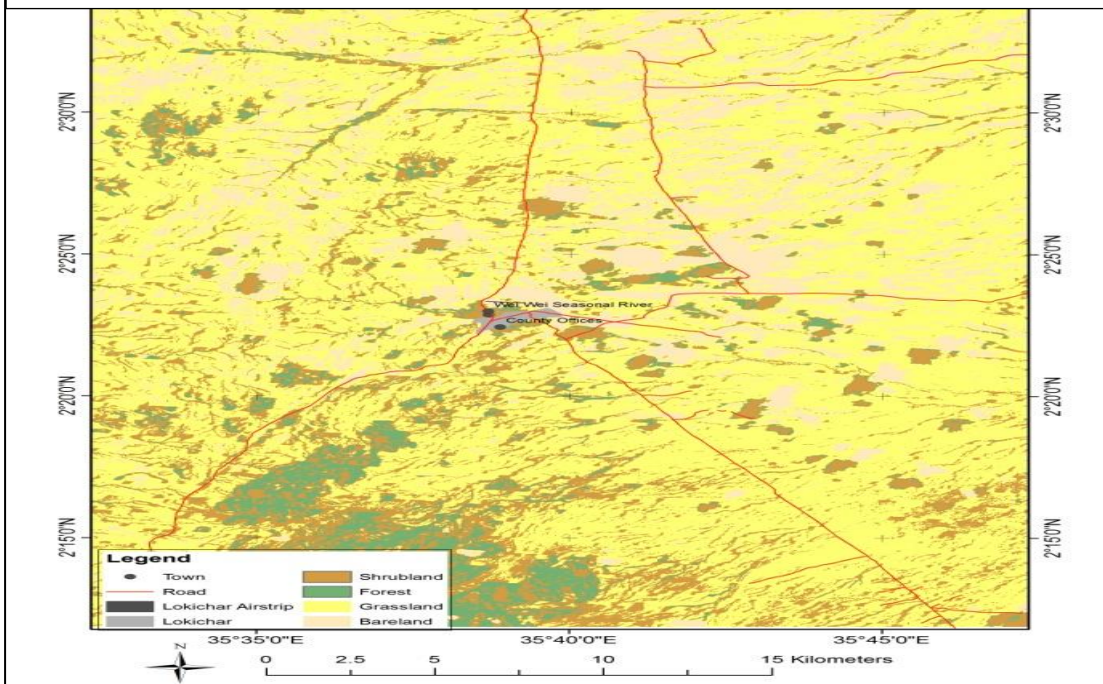 2°30'0"N
2°30'0"N
2°25'0"N
2°25'0"N
Wei Wei Seasonal River
County Offices
2°20'0"N
2°20'0"N
2°15'0"N
2°15'0"N
Legend
Town
Road
Lokichar Airstrip
Lokichar
Shrubland
Forest
Grassland
Bareland
35°35'0"E
35°40'0"E
35°45'0"E
N
0 2.5 5 10 15 Kilometers